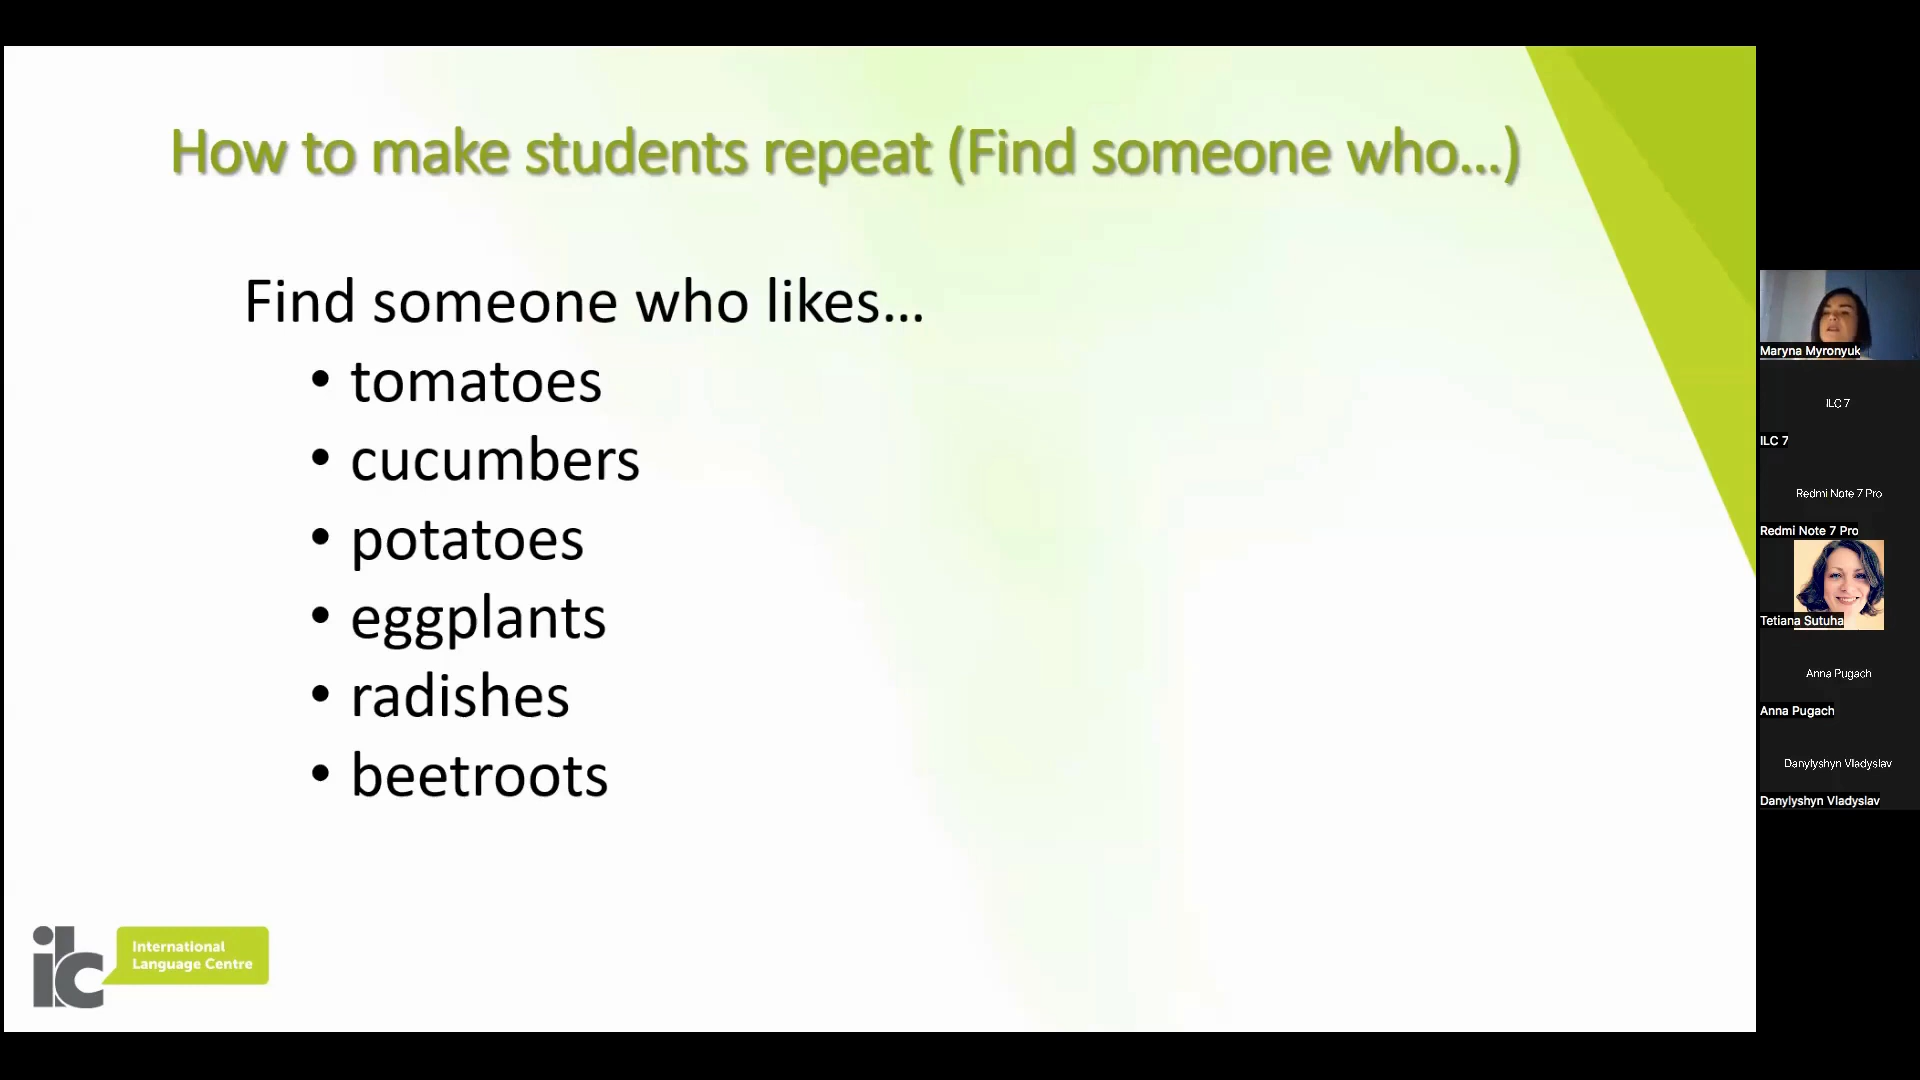 How to make students repeat (Find someone who...)
Find someone who likes...
• tomatoes
• cucumbers
• potatoes
• eggplants
• radishes
• beetroots
ilc
International
Language Centre
Maryna Myronyuk
ILC 7
ILC 7
Redmi Note 7 Pro
Redmi Note 7 Pro
Tetiana Sutuha
Anna Pugach
Anna Pugach
Danylyshyn Vladyslav
Danylyshyn Vladyslav